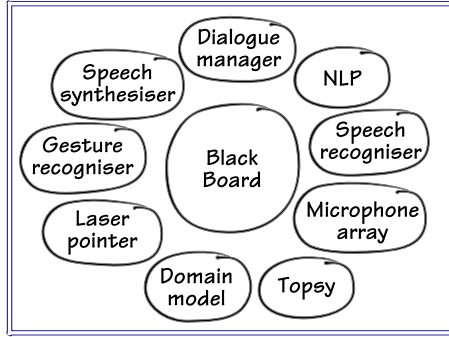 Dialogue
manager
Speech
synthesiser
NLP
Gesture
recogniser
Black
Board
Speech
recogniser
Laser
pointer
Microphone
array
Domain
model
Topsy